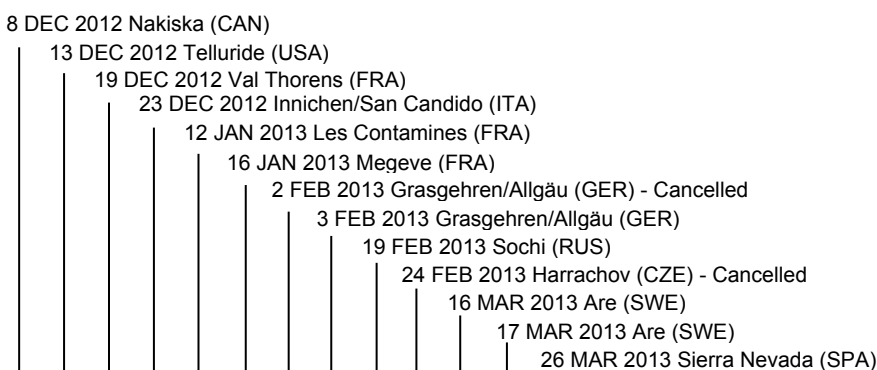 8 DEC 2012 Nakiska (CAN)
13 DEC 2012 Telluride (USA)
19 DEC 2012 Val Thorens (FRA)
23 DEC 2012 Innichen/San Candido (ITA)
12 JAN 2013 Les Contamines (FRA)
16 JAN 2013 Megeve (FRA)
2 FEB 2013 Grasgehren/Allgäu (GER) - Cancelled
3 FEB 2013 Grasgehren/Allgäu (GER)
19 FEB 2013 Sochi (RUS)
24 FEB 2013 Harrachov (CZE) - Cancelled
16 MAR 2013 Are (SWE)
17 MAR 2013 Are (SWE)
26 MAR 2013 Sierra Nevada (SPA)